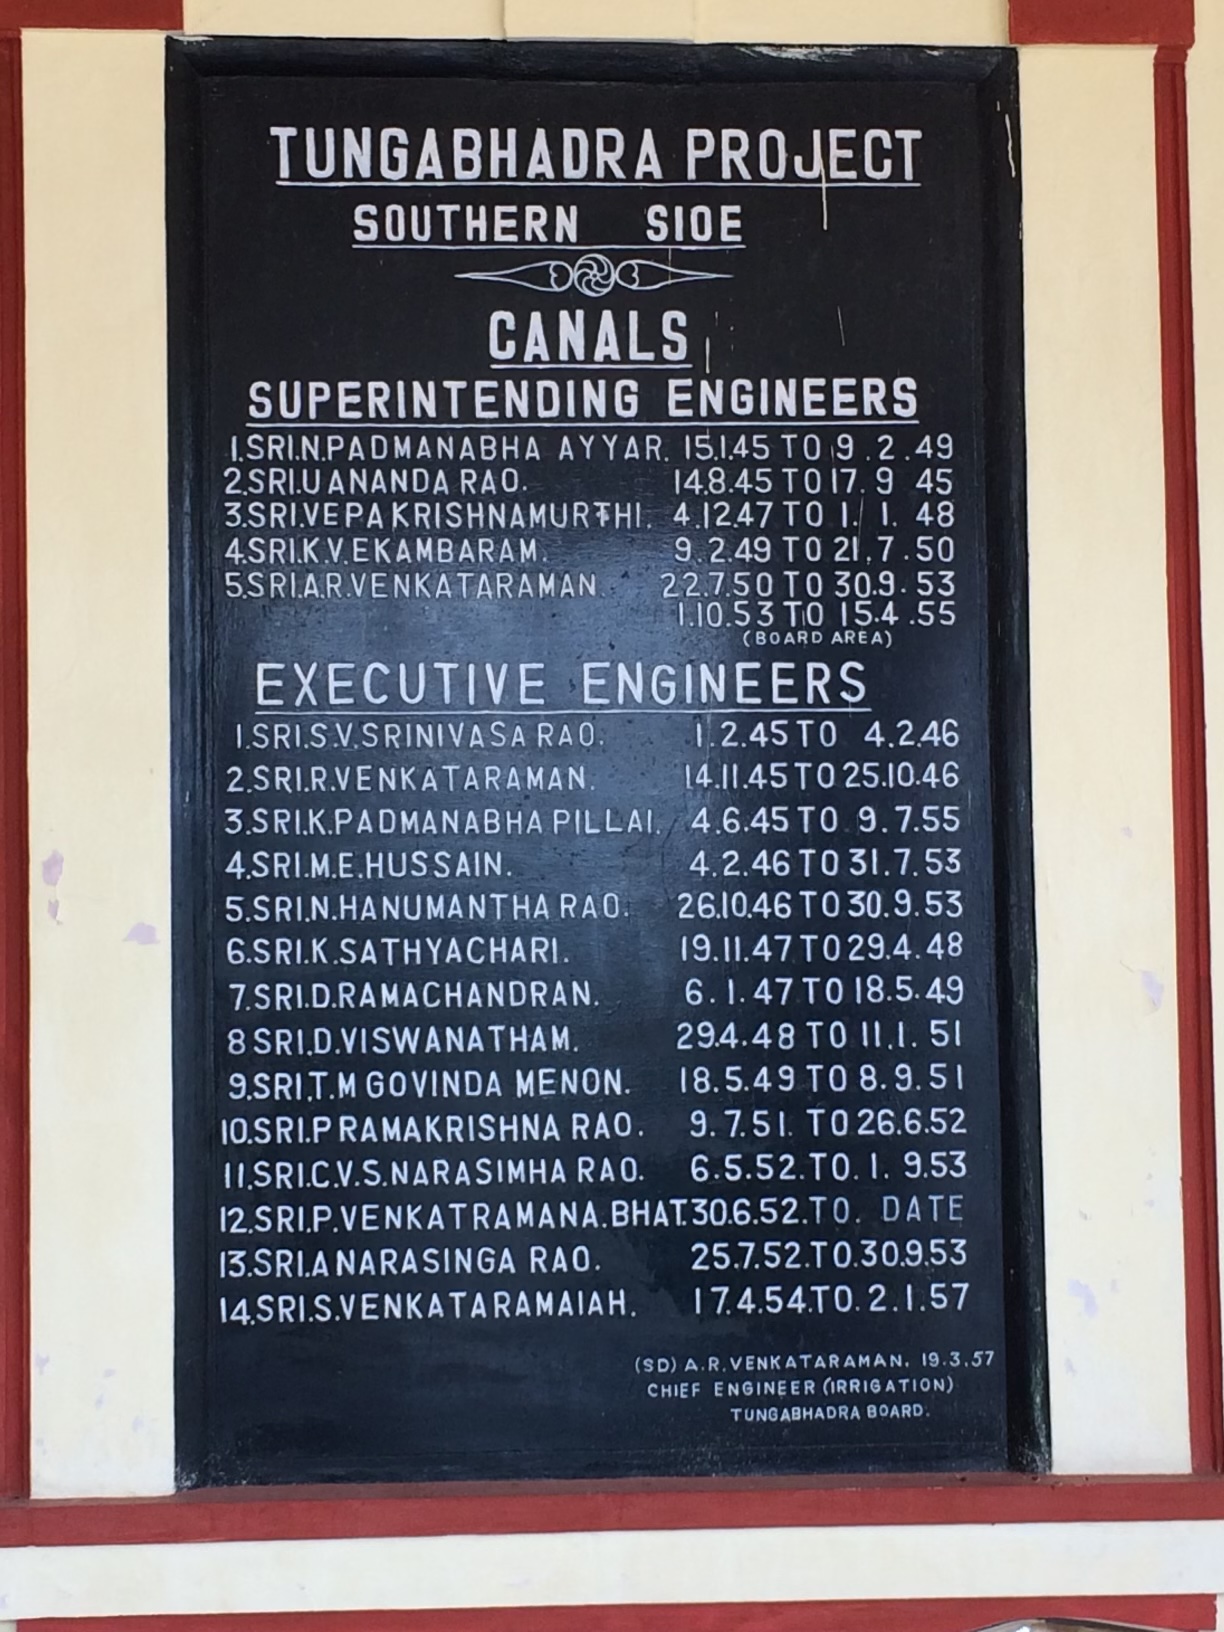 TUNGABHADRA PROJECT
SOUTHERN SIOE
CANALS
SUPERINTENDING ENGINEERS
1.SRI.N.PADMANABHA AYYAR. 15.1.45 TO 9.2.49
2.SRI.U ANANDA RAO. 14.8.45 TO 17.9 45
3.SRI.VEPA KRISHNAMURTHI. 4.12.47 TO 1.1.48
4.SRI.K.V.EKAMBARAM. 9.2.49 TO 21.7.50
5.SRI.A.R.VENKATARAMAN 22.7.50 TO 30.9.53
1.10.53 TO 15.4.55
(BOARD AREA)
EXECUTIVE ENGINEERS
1.SRI.S.V.SRINIVASA RAO. 1.2.45 TO 4.2.46
2.SRI.R.VENKATARAMAN. 14.11.45 TO 25.10.46
3.SRI.K.PADMANABHA PILLAI. 4.6.45 TO 9.7.55
4.SRI.M.E.HUSSAIN. 4.2.46 TO 31.7.53
5.SRI.N.HANUMANTHA RAO. 26.10.46 TO 30.9.53
6.SRI.K.SATHYACHARI. 19.11.47 TO 29.4.48
7.SRI.D.RAMACHANDRAN. 6.1.47 TO 18.5.49
8 SRI.D.VISWANATHAM. 29.4.48 TO 11.1.51
9.SRI.T.M GOVINDA MENON. 18.5.49 TO 8.9.51
10.SRI.P RAMAKRISHNA RAO. 9.7.51. TO 26.6.52
11.SRI.C.V.S.NARASIMHA RAO. 6.5.52.TO.1.9.53
12.SRI.P.VENKATRAMANA.BHAT.30.6.52.TO. DATE
13.SRI.A NARASINGA RAO. 25.7.52.TO.30.9.53
14.SRI.S.VENKATARAMAIAH. 17.4.54.TO.2.1.57
(SD) A.R.VENKATARAMAN. 19.3.57
CHIEF ENGINEER (IRRIGATION)
TUNGABHADRA BOARD.